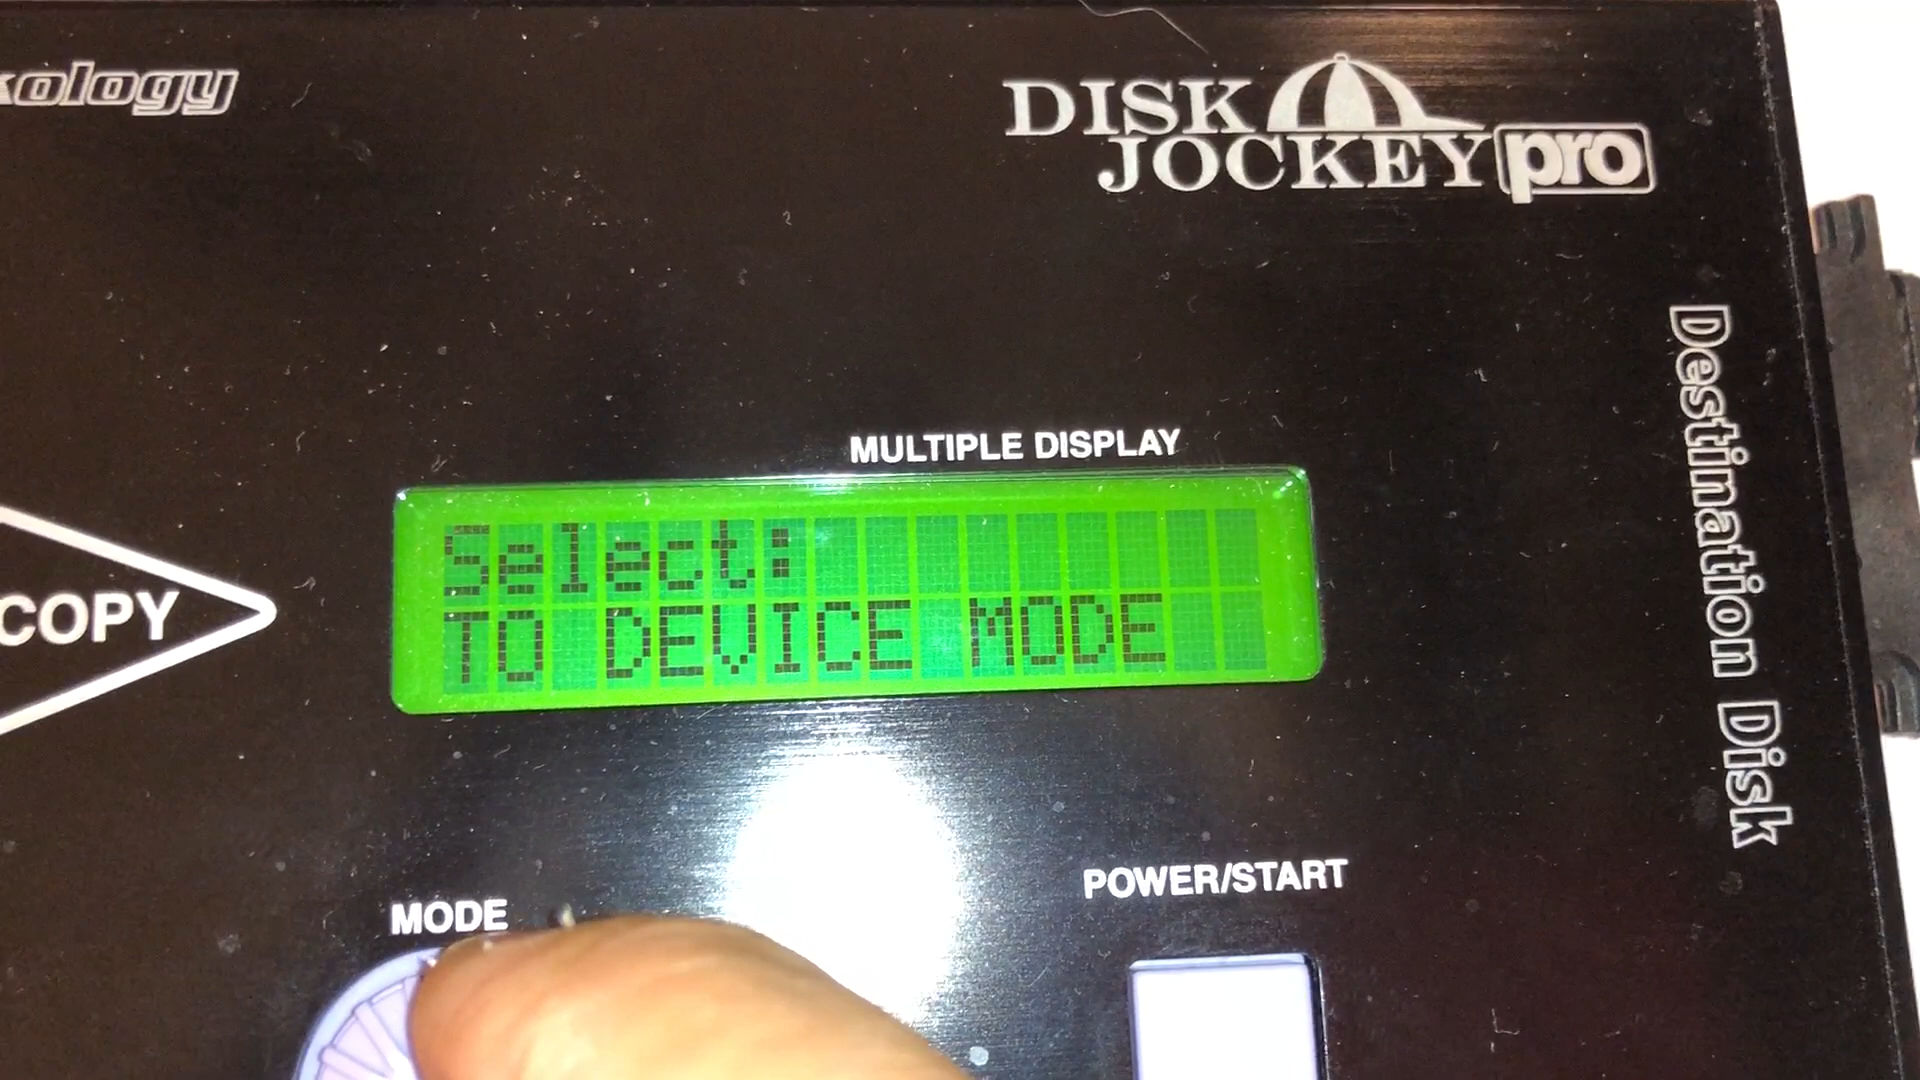 kology
DISK
JOCKEY pro
MULTIPLE DISPLAY
Select:
TO DEVICE MODE
COPY
Destination Disk
MODE
POWER/START